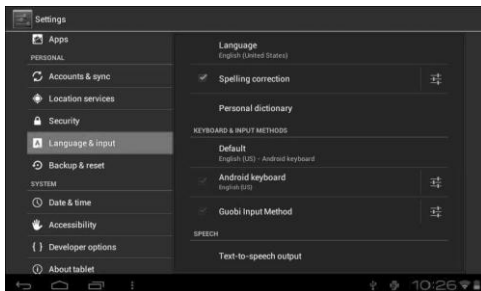 Settings
Apps
PERSONAL
Accounts & sync
Location services
Security
Language & input
Backup & reset
SYSTEM
Date & time
Accessibility
Developer options
About tablet
Language
English (United States)
Spelling correction
Personal dictionary
KEYBOARD & INPUT METHODS
Default
English (US) - Android keyboard
Android keyboard
English (US)
Guobi Input Method
SPEECH
Text-to-speech output
10:26